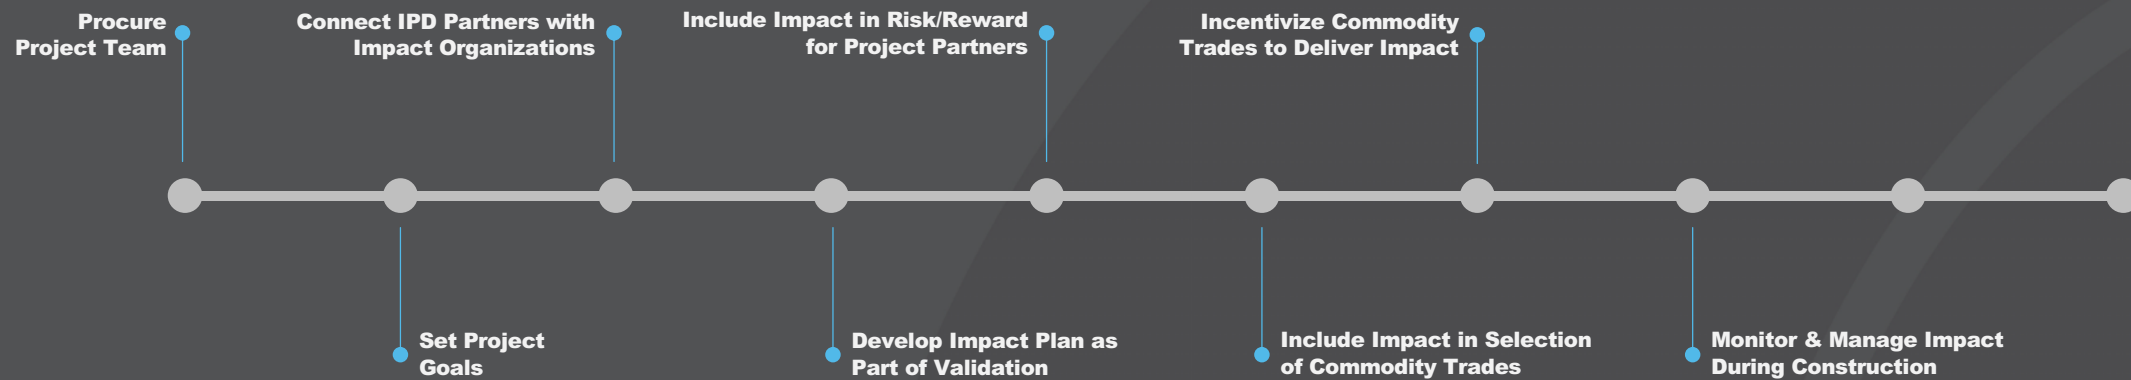 Procure
Project Team
Connect IPD Partners with
Impact Organizations
Include Impact in Risk/Reward
for Project Partners
Incentivize Commodity
Trades to Deliver Impact
Set Project
Goals
Develop Impact Plan as
Part of Validation
Include Impact in Selection
of Commodity Trades
Monitor & Manage Impact
During Construction